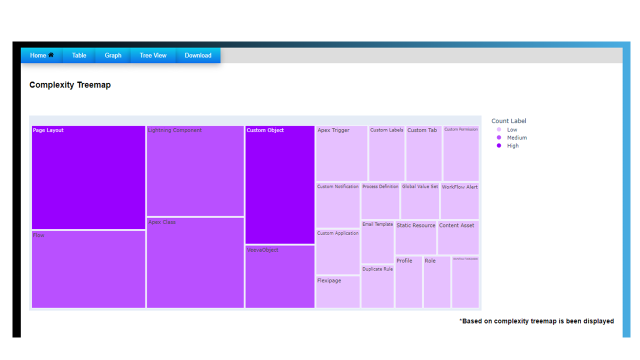 Home
Table
Graph
Tree View
Download
Complexity Treemap
Page Layout
Lightning Component
Custom Object
Apex Trigger
Custom Labels
Custom Tab
Custom Permission
Count Label
Low
Medium
High
Custom Notification
Process Definition
Global Value Set
WorkFlow Alert
Flow
Apex Class
Email Template
Static Resource
Content Asset
Custom Application
VeevaObject
Profile
Role
Duplicate Rule
Flexipage
*Based on complexity treemap is been displayed